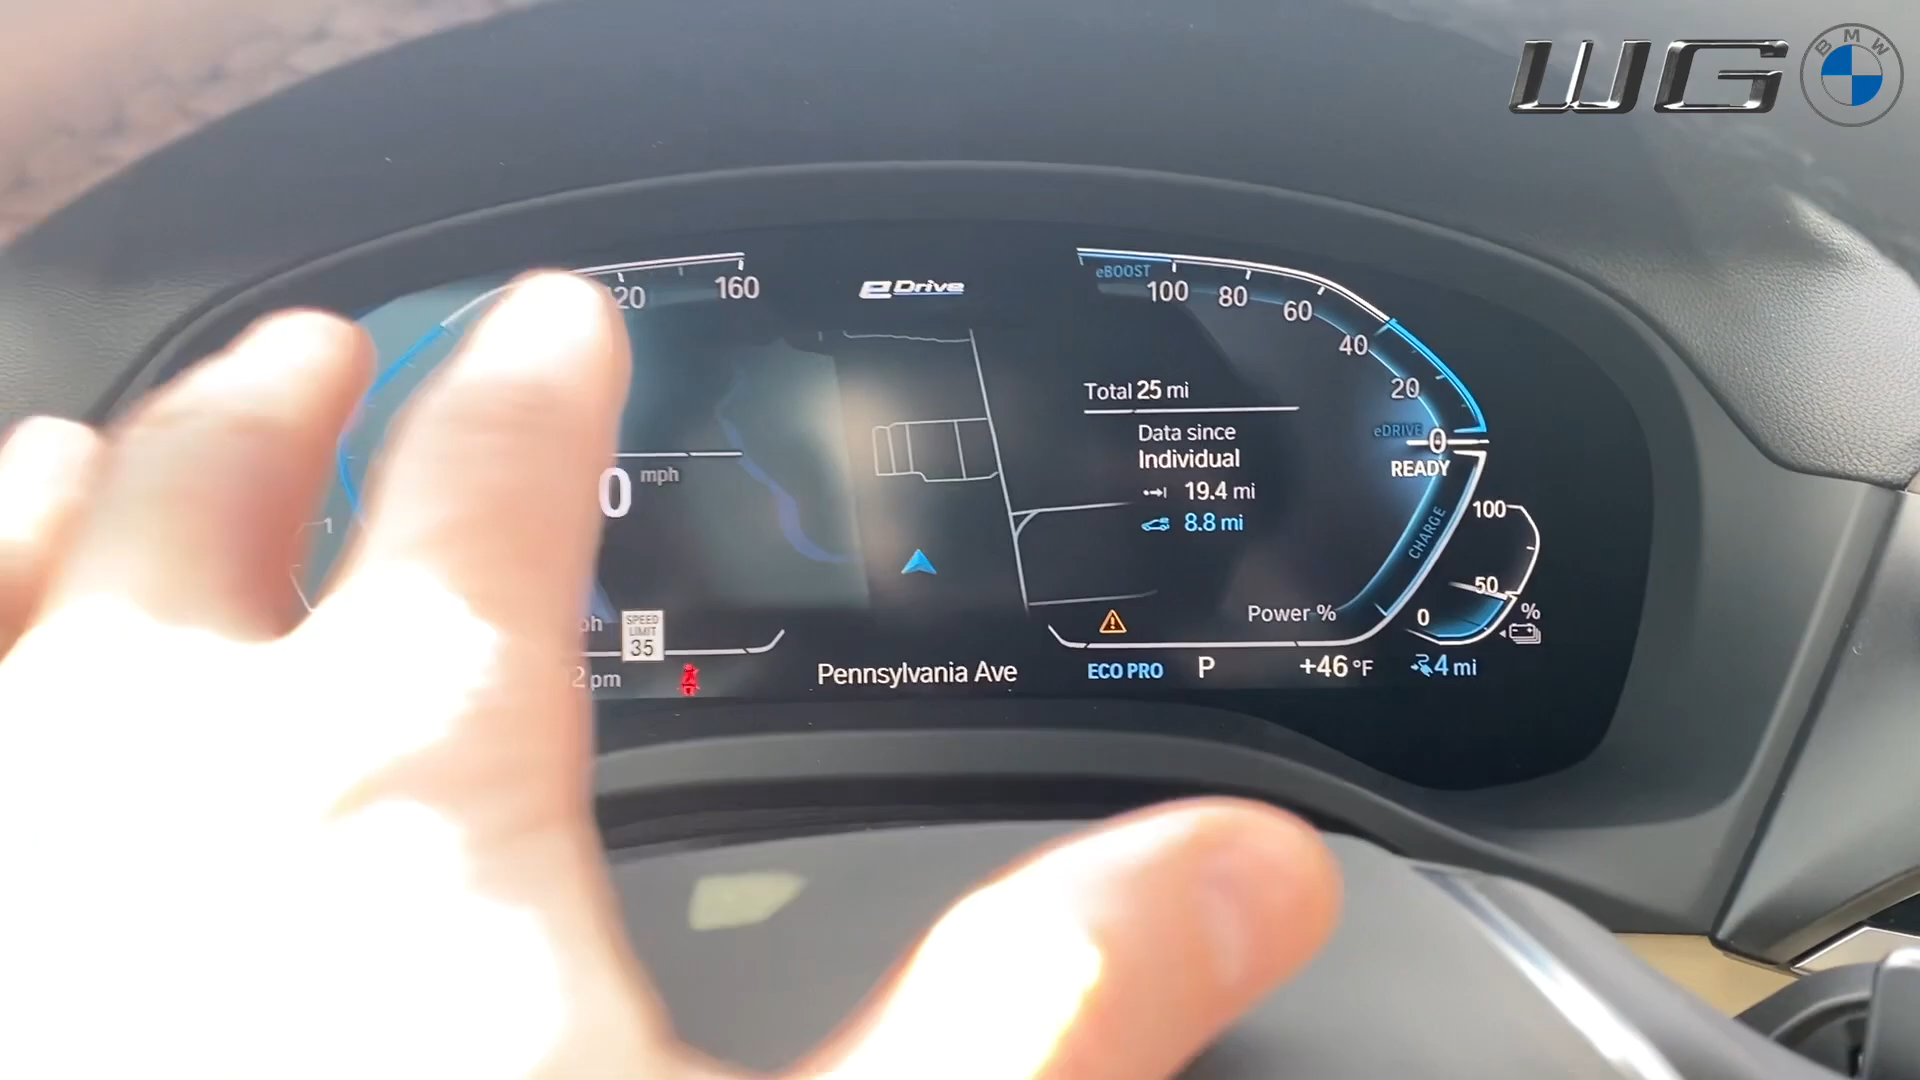 WG BMW
160
eDrive
eBOOST
100
80
60
40
20
eDRIVE
0
READY
Total 25 mi
Data since
Individual
19.4 mi
8.8 mi
0 mph
1
CHARGE
100
50
0
%
Power %
SPEED
LIMIT
35
pm
Pennsylvania Ave
ECO PRO
P
+46 °F
4 mi